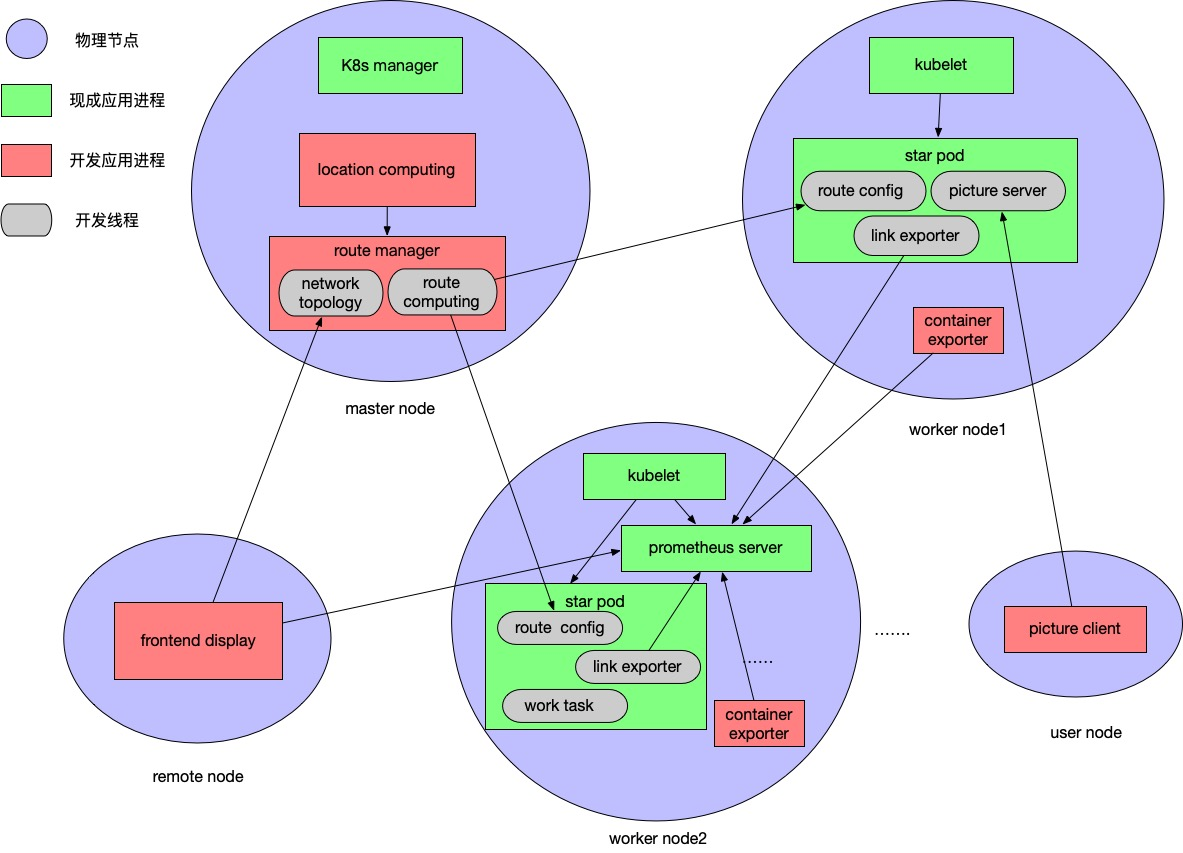 物理节点
现成应用进程
开发应用进程
开发线程
K8s manager
location computing
route manager
network
topology
route
computing
master node
kubelet
star pod
route config
picture server
link exporter
container
exporter
worker node1
kubelet
prometheus server
star pod
route  config
link exporter
work task
......
container
exporter
worker node2
frontend display
remote node
.......
picture client
user node